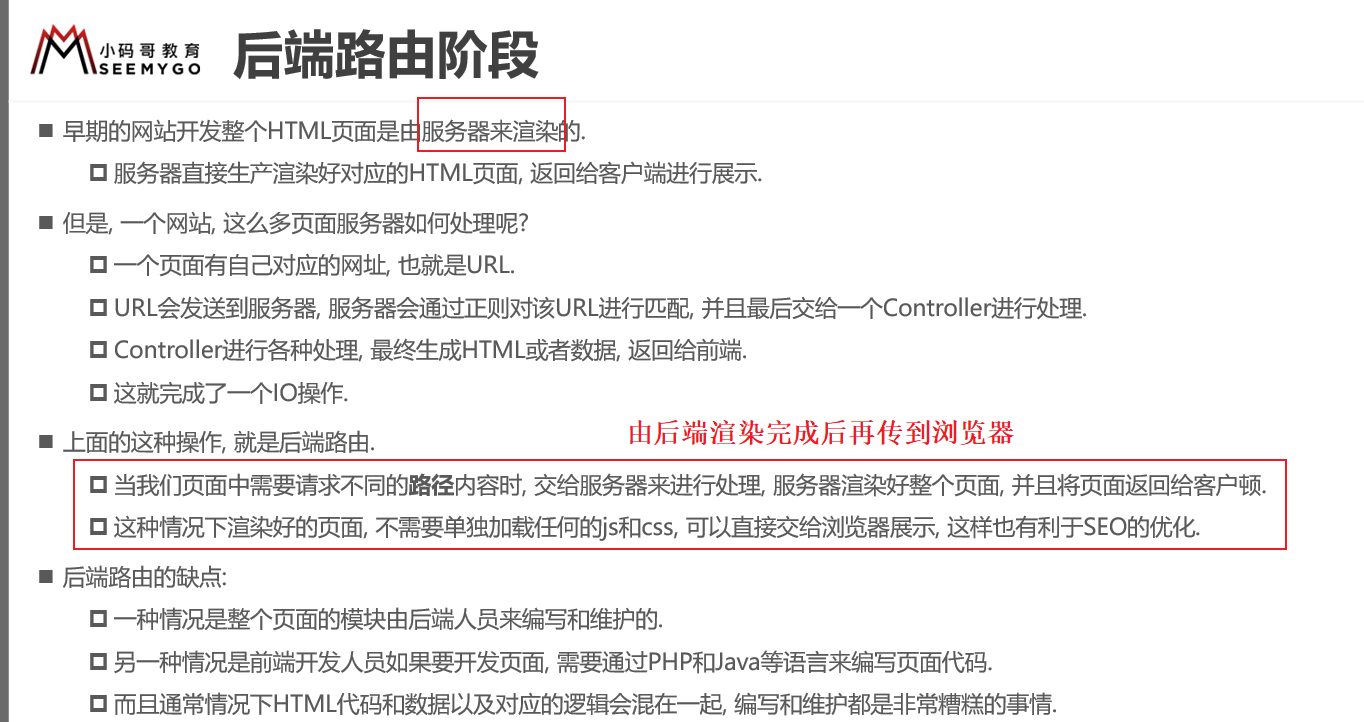 小码哥教育
SEEMYGO
后端路由阶段
早期的网站开发整个HTML页面是由服务器来渲染的.
服务器直接生产渲染好对应的HTML页面, 返回给客户端进行展示.
但是, 一个网站, 这么多页面服务器如何处理呢?
一个页面有自己对应的网址, 也就是URL.
URL会发送到服务器, 服务器会通过正则对该URL进行匹配, 并且最后交给一个Controller进行处理.
Controller进行各种处理, 最终生成HTML或者数据, 返回给前端.
这就完成了一个IO操作.
由后端渲染完成后再传到浏览器
上面的这种操作, 就是后端路由.
当我们页面中需要请求不同的路径内容时, 交给服务器来进行处理, 服务器渲染好整个页面, 并且将页面返回给客户顿.
这种情况下渲染好的页面, 不需要单独加载任何的js和css, 可以直接交给浏览器展示, 这样也有利于SEO的优化.
后端路由的缺点:
一种情况是整个页面的模块由后端人员来编写和维护的.
另一种情况是前端开发人员如果要开发页面, 需要通过PHP和Java等语言来编写页面代码.
而且通常情况下HTML代码和数据以及对应的逻辑会混在一起, 编写和维护都是非常糟糕的事情.